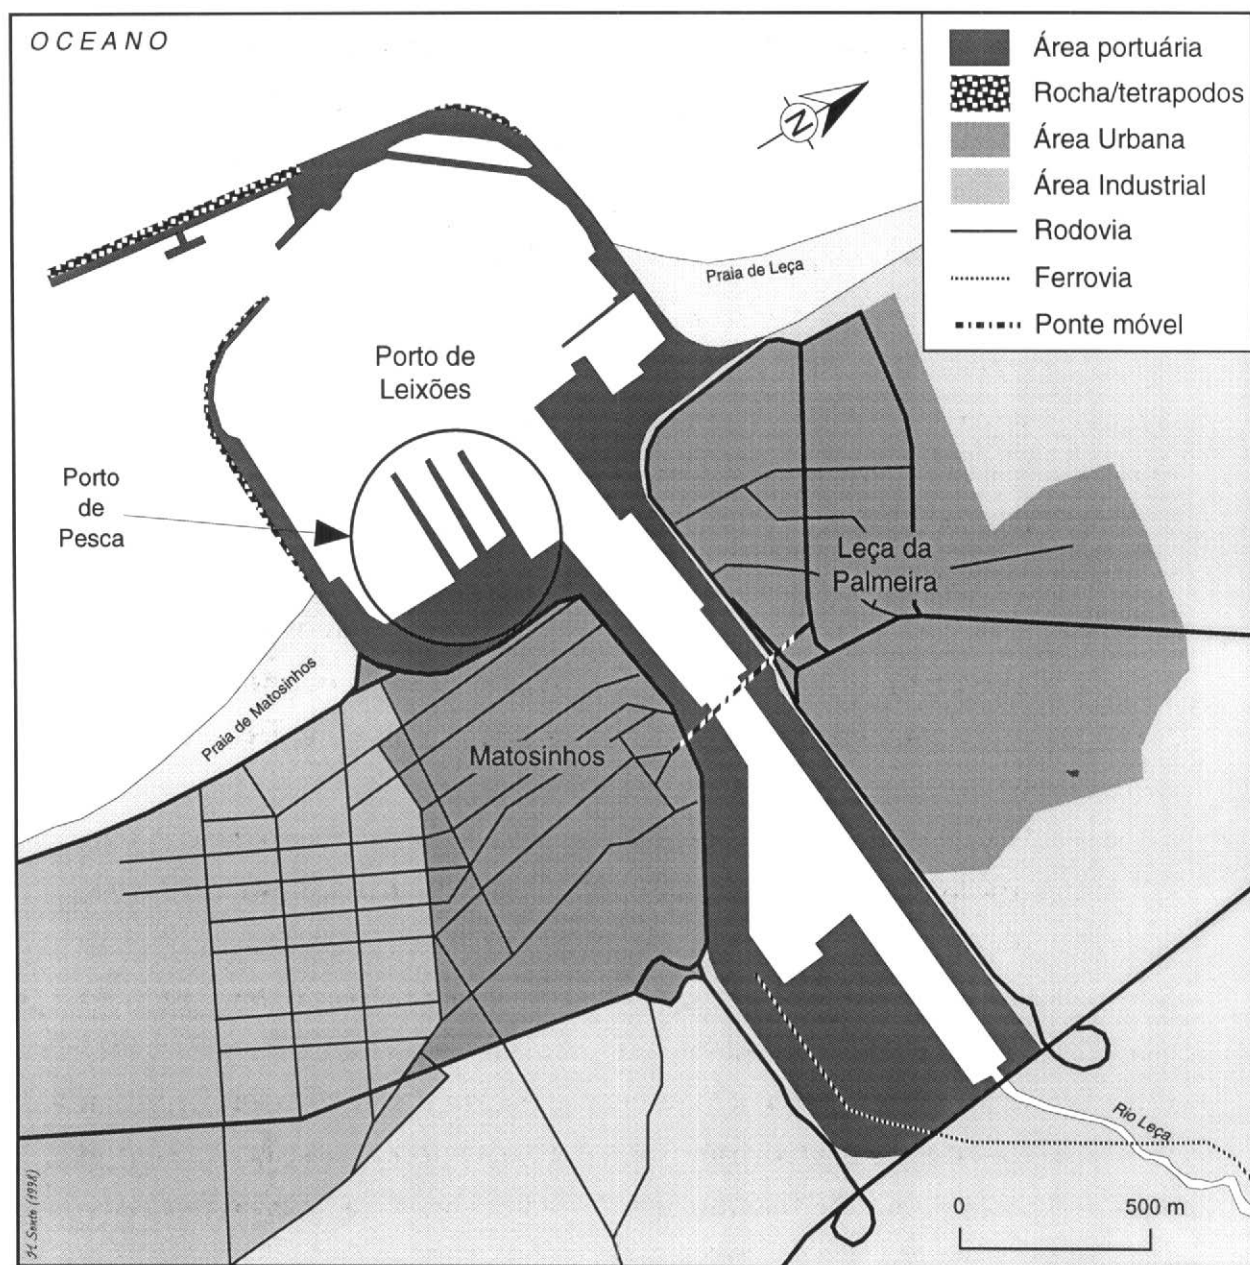 OCEANO
N
Área portuária
Rocha/tetrapodos
Área Urbana
Área Industrial
Rodovia
Ferrovia
Ponte móvel
Praia de Leça
Porto de
Leixões
Porto
de
Pesca
Leça da
Palmeira
Praia de Matosinhos
Matosinhos
Rio Leça
0 500 m
(1998)